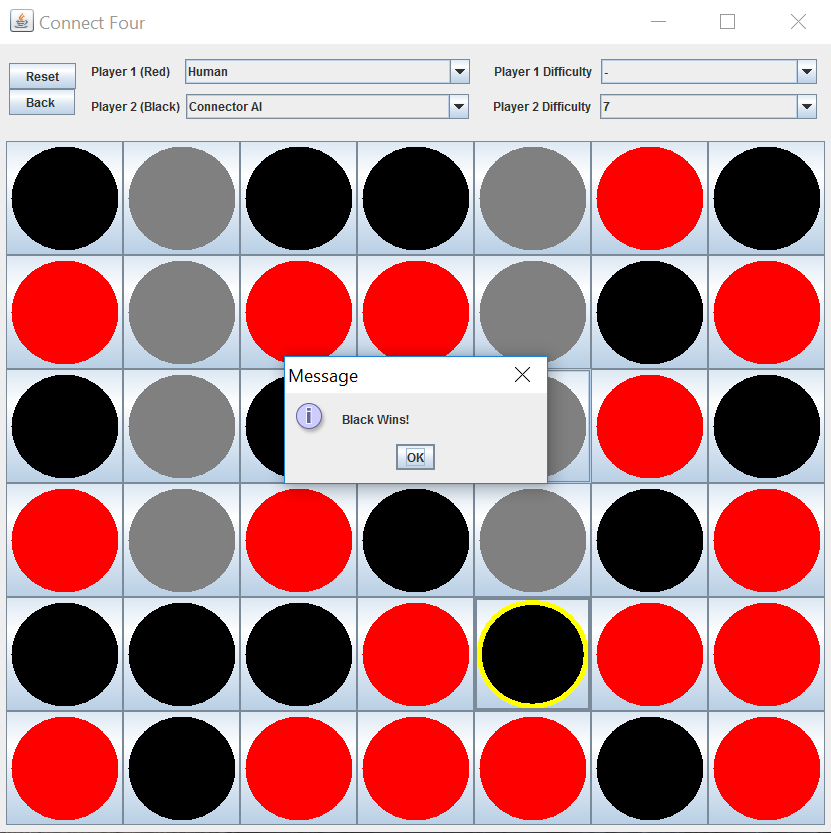 Connect Four
Reset
Player 1 (Red)
Human
Player 1 Difficulty
-
Back
Player 2 (Black)
Connector AI
Player 2 Difficulty
7
Message
i
Black Wins!
OK